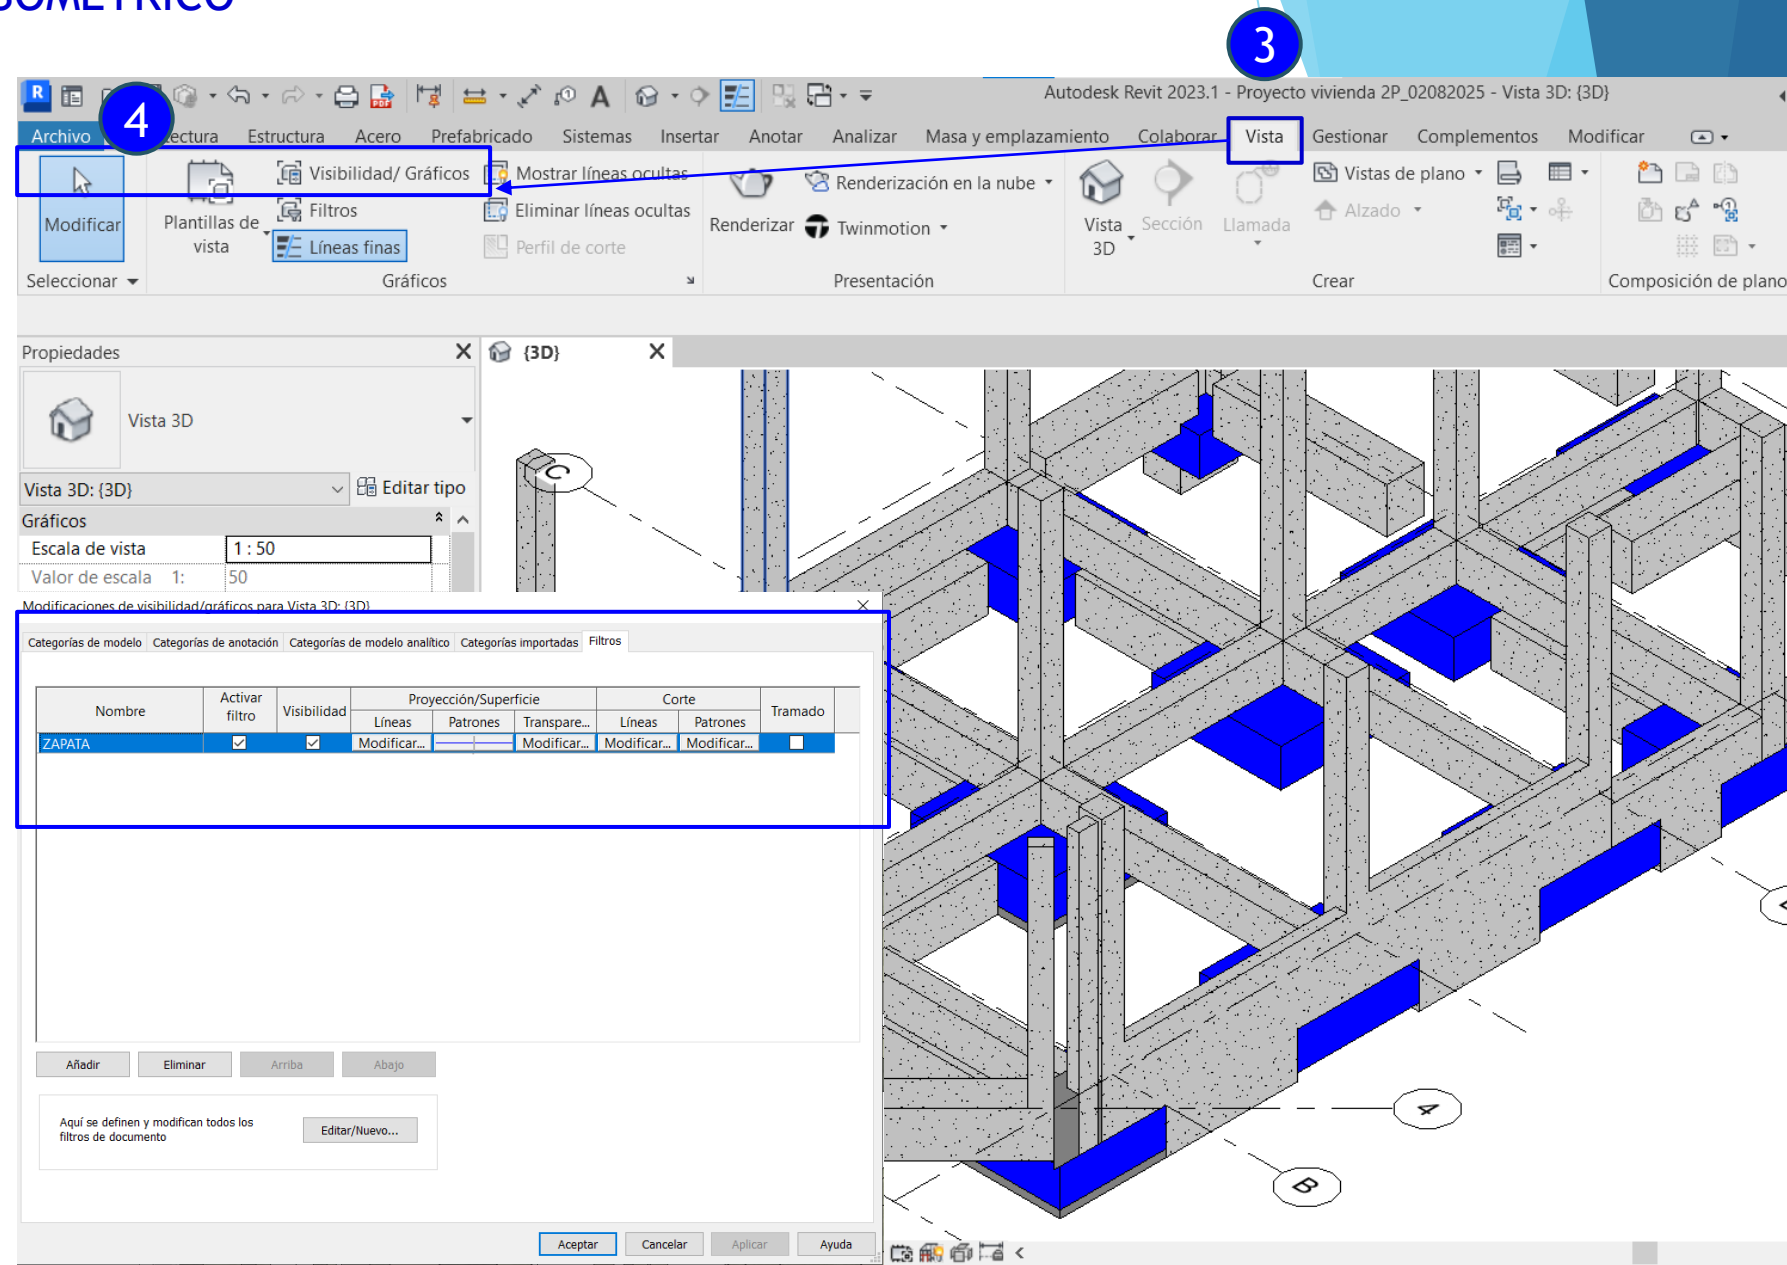 3
4
Autodesk Revit 2023.1 - Proyecto vivienda 2P_02082025 - Vista 3D: {3D}
Archivo Estructura Acero Prefabricado Sistemas Insertar Anotar Analizar Masa y emplazamiento Colaborar Vista Gestionar Complementos Modificar
Modificar
Plantillas de vista
Visibilidad/ Gráficos
Filtros
Líneas finas
Mostrar líneas ocultas
Eliminar líneas ocultas
Perfil de corte
Renderizar
Renderización en la nube
Twinmotion
Vista 3D
Sección
Llamada
Vistas de plano
Alzado
Seleccionar Gráficos Presentación Crear Composición de plano
Propiedades
{3D}
Vista 3D
Vista 3D: {3D} Editar tipo
Gráficos
Escala de vista 1 : 50
Valor de escala 1: 50
Modificaciones de visibilidad/gráficos para Vista 3D: {3D}
Categorías de modelo Categorías de anotación Categorías de modelo analítico Categorías importadas Filtros
Nombre Activar filtro Visibilidad Proyección/Superficie Corte Tramado
Líneas Patrones Transpare... Líneas Patrones
ZAPATA Modificar... Modificar... Modificar... Modificar...
Añadir Eliminar Arriba Abajo
Aquí se definen y modifican todos los
filtros de documento
Editar/Nuevo...
Aceptar Cancelar Aplicar Ayuda
C
4
B